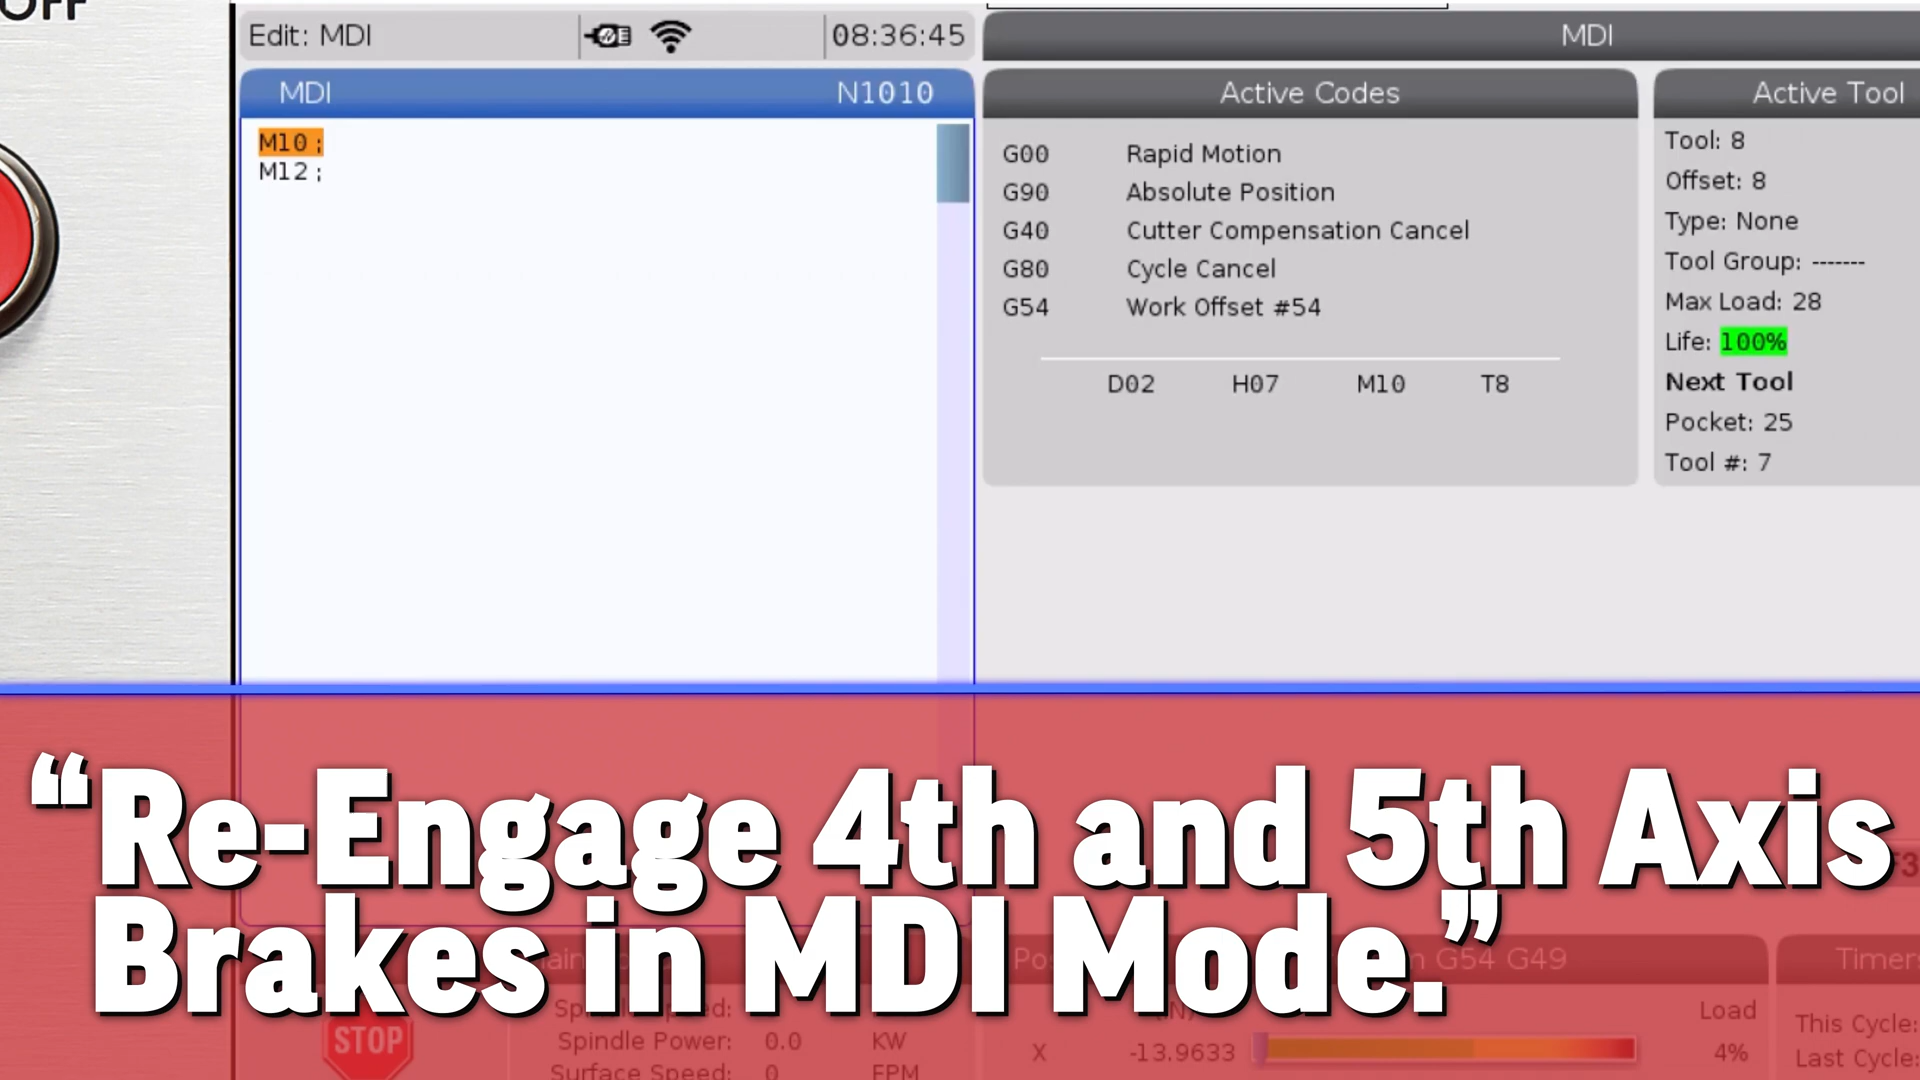 OFF
Edit: MDI
08:36:45
MDI
MDI N1010
M10 ;
M12 ;
Active Codes
G00 Rapid Motion
G90 Absolute Position
G40 Cutter Compensation Cancel
G80 Cycle Cancel
G54 Work Offset #54
D02 H07 M10 T8
Active Tool
Tool: 8
Offset: 8
Type: None
Tool Group: -------
Max Load: 28
Life: 100%
Next Tool
Pocket: 25
Tool #: 7
“Re-Engage 4th and 5th Axis
Brakes in MDI Mode.”
G54 G49
Timers
STOP
Spindle Power: 0.0 KW
Surface Speed: 0 FPM
Load
X -13.9633 4%
This Cycle:
Last Cycle: